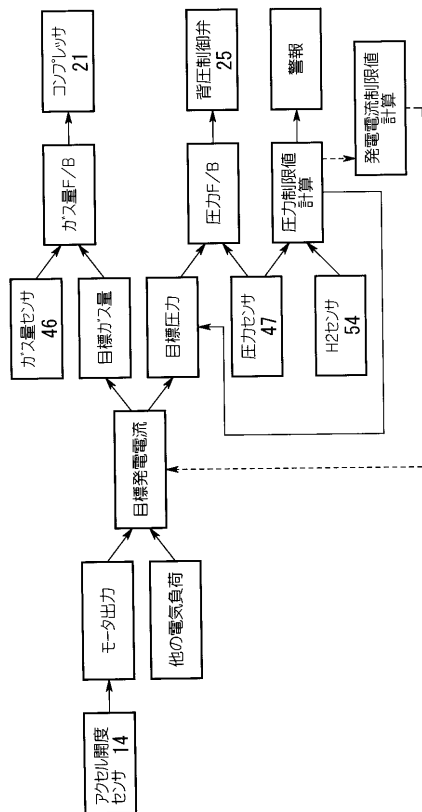 アクセル開度
センサ 14
モータ出力
他の電気負荷
目標発電電流
ガス量センサ
46
目標ガス量
目標圧力
圧力センサ
47
H2センサ
54
ガス量F/B
圧力F/B
圧力制限値
計算
コンプレッサ
21
背圧制御弁
25
警報
発電電流制限値
計算